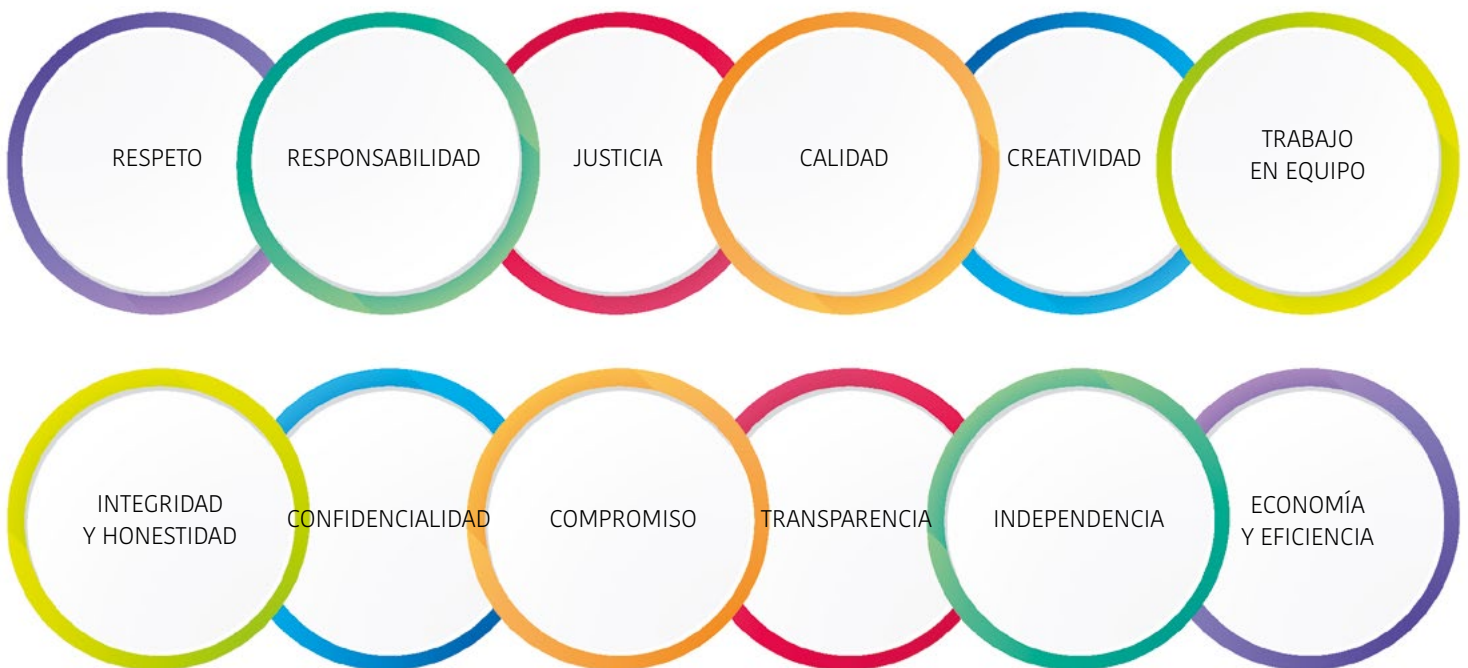 RESPETO
RESPONSABILIDAD
JUSTICIA
CALIDAD
CREATIVIDAD
TRABAJO
EN EQUIPO
INTEGRIDAD
Y HONESTIDAD
CONFIDENCIALIDAD
COMPROMISO
TRANSPARENCIA
INDEPENDENCIA
ECONOMÍA
Y EFICIENCIA